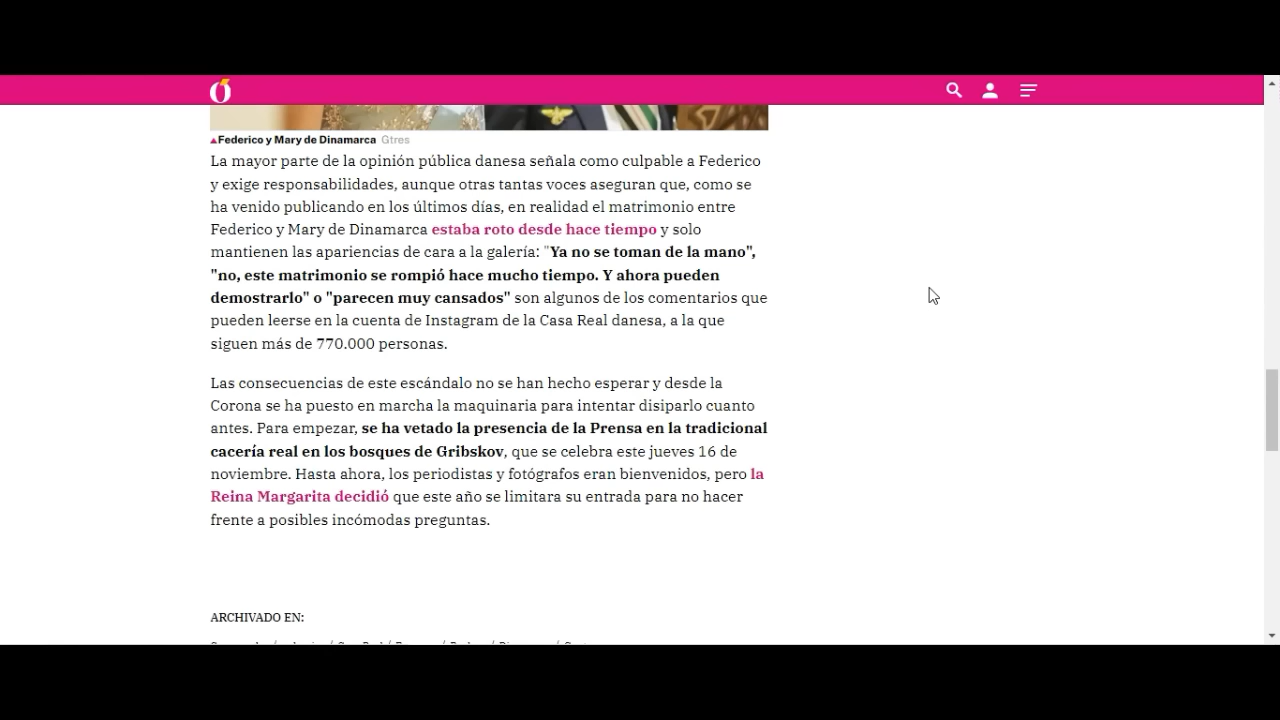 Federico y Mary de Dinamarca Gtres
La mayor parte de la opinión pública danesa señala como culpable a Federico
y exige responsabilidades, aunque otras tantas voces aseguran que, como se
ha venido publicando en los últimos días, en realidad el matrimonio entre
Federico y Mary de Dinamarca estaba roto desde hace tiempo y solo
mantienen las apariencias de cara a la galería: "Ya no se toman de la mano",
"no, este matrimonio se rompió hace mucho tiempo. Y ahora pueden
demostrarlo" o "parecen muy cansados" son algunos de los comentarios que
pueden leerse en la cuenta de Instagram de la Casa Real danesa, a la que
siguen más de 770.000 personas.
Las consecuencias de este escándalo no se han hecho esperar y desde la
Corona se ha puesto en marcha la maquinaria para intentar disiparlo cuanto
antes. Para empezar, se ha vetado la presencia de la Prensa en la tradicional
cacería real en los bosques de Gribskov, que se celebra este jueves 16 de
noviembre. Hasta ahora, los periodistas y fotógrafos eran bienvenidos, pero la
Reina Margarita decidió que este año se limitara su entrada para no hacer
frente a posibles incómodas preguntas.
ARCHIVADO EN: